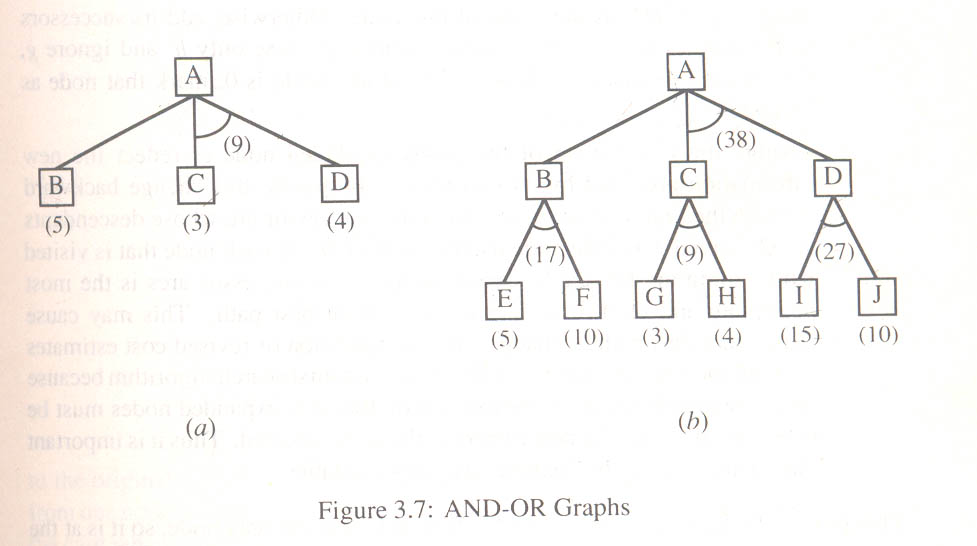 A
(9)
B C D
(5) (3) (4)
(a)
A
(38)
B C D
(17) (9) (27)
E F G H I J
(5) (10) (3) (4) (15) (10)
(b)
Figure 3.7: AND-OR Graphs